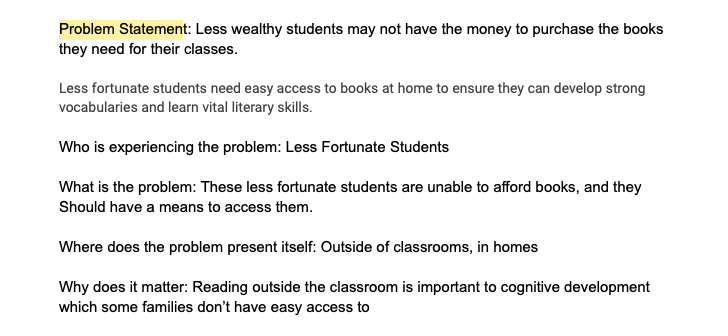 Problem Statement: Less wealthy students may not have the money to purchase the books
they need for their classes.
Less fortunate students need easy access to books at home to ensure they can develop strong
vocabularies and learn vital literary skills.
Who is experiencing the problem: Less Fortunate Students
What is the problem: These less fortunate students are unable to afford books, and they
Should have a means to access them.
Where does the problem present itself: Outside of classrooms, in homes
Why does it matter: Reading outside the classroom is important to cognitive development
which some families don’t have easy access to